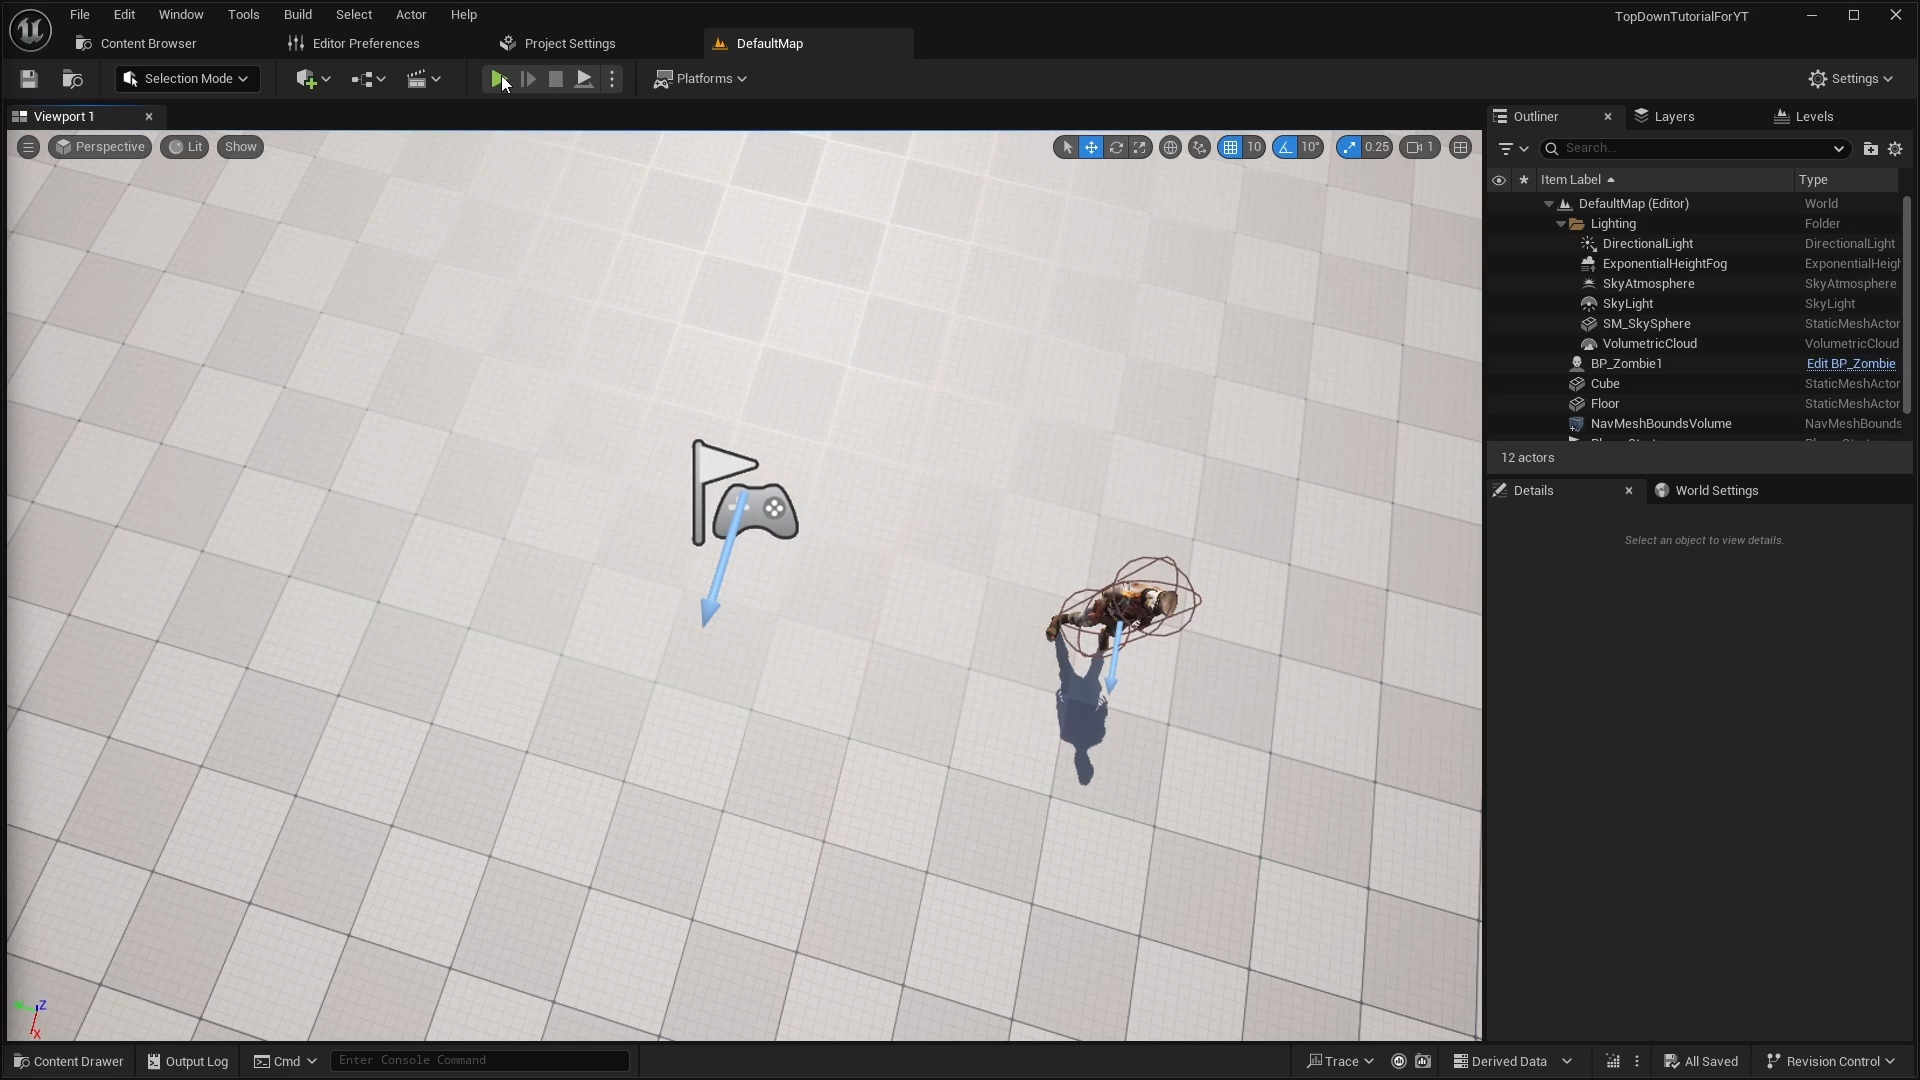 File Edit Window Tools Build Select Actor Help
TopDownTutorialForYT
Content Browser
Editor Preferences
Project Settings
DefaultMap
Selection Mode
Platforms
Settings
Viewport 1
Outliner
Layers
Levels
Perspective
Lit
Show
10
10°
0.25
1
Search...
Item Label
Type
DefaultMap (Editor) World
Lighting Folder
DirectionalLight DirectionalLight
ExponentialHeightFog ExponentialHeigh
SkyAtmosphere SkyAtmosphere
SkyLight SkyLight
SM_SkySphere StaticMeshActor
VolumetricCloud VolumetricCloud
BP_Zombie1 Edit BP_Zombie
Cube StaticMeshActor
Floor StaticMeshActor
NavMeshBoundsVolume NavMeshBounds
12 actors
Details
World Settings
Select an object to view details.
Z
X
Content Drawer
Output Log
Cmd
Enter Console Command
Trace
Derived Data
All Saved
Revision Control